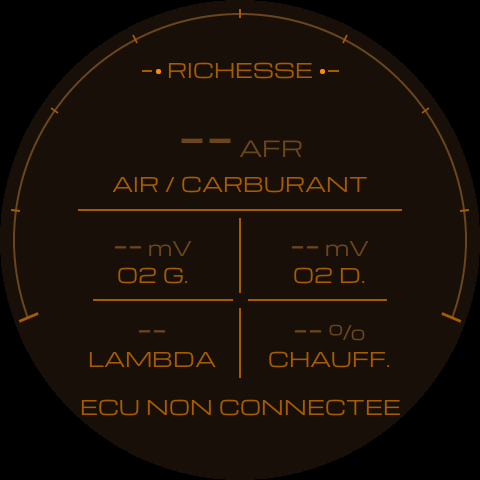 RICHESSE
-- AFR
AIR / CARBURANT
-- mV -- mV
O2 G. O2 D.
-- -- %
LAMBDA CHAUFF.
ECU NON CONNECTEE